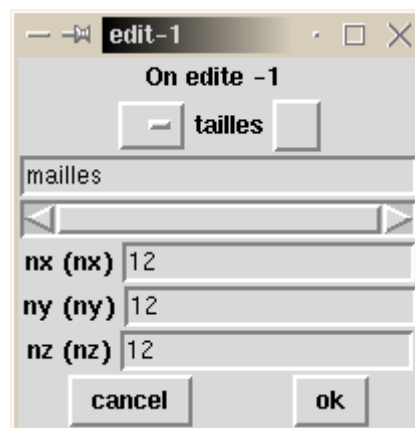 edit-1
On edite -1
tailles
mailles
nx (nx) 12
ny (ny) 12
nz (nz) 12
cancel ok